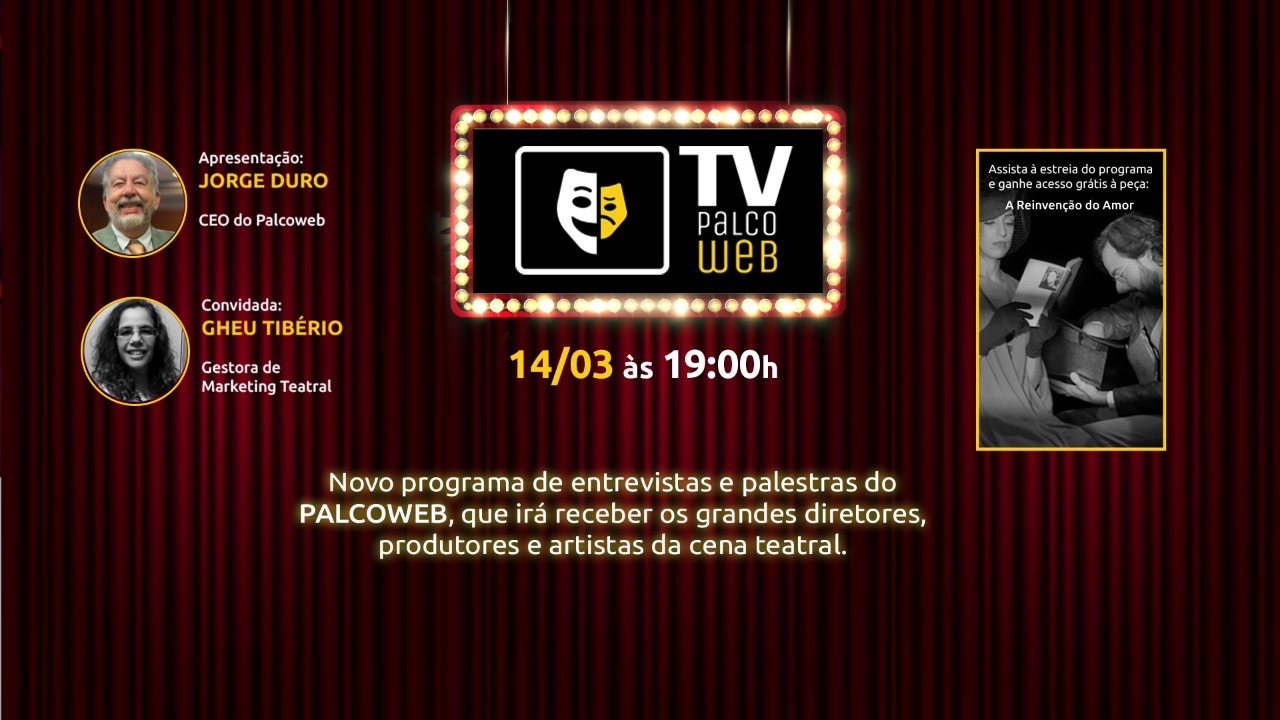 Apresentação:
JORGE DURO
CEO do Palcoweb
Convidada:
GHEU TIBÉRIO
Gestora de
Marketing Teatral
TV
PALCO
WEB
14/03 às 19:00h
Assista à estreia do programa
e ganhe acesso grátis à peça:
A Reinvenção do Amor
Novo programa de entrevistas e palestras do
PALCOWEB, que irá receber os grandes diretores,
produtores e artistas da cena teatral.